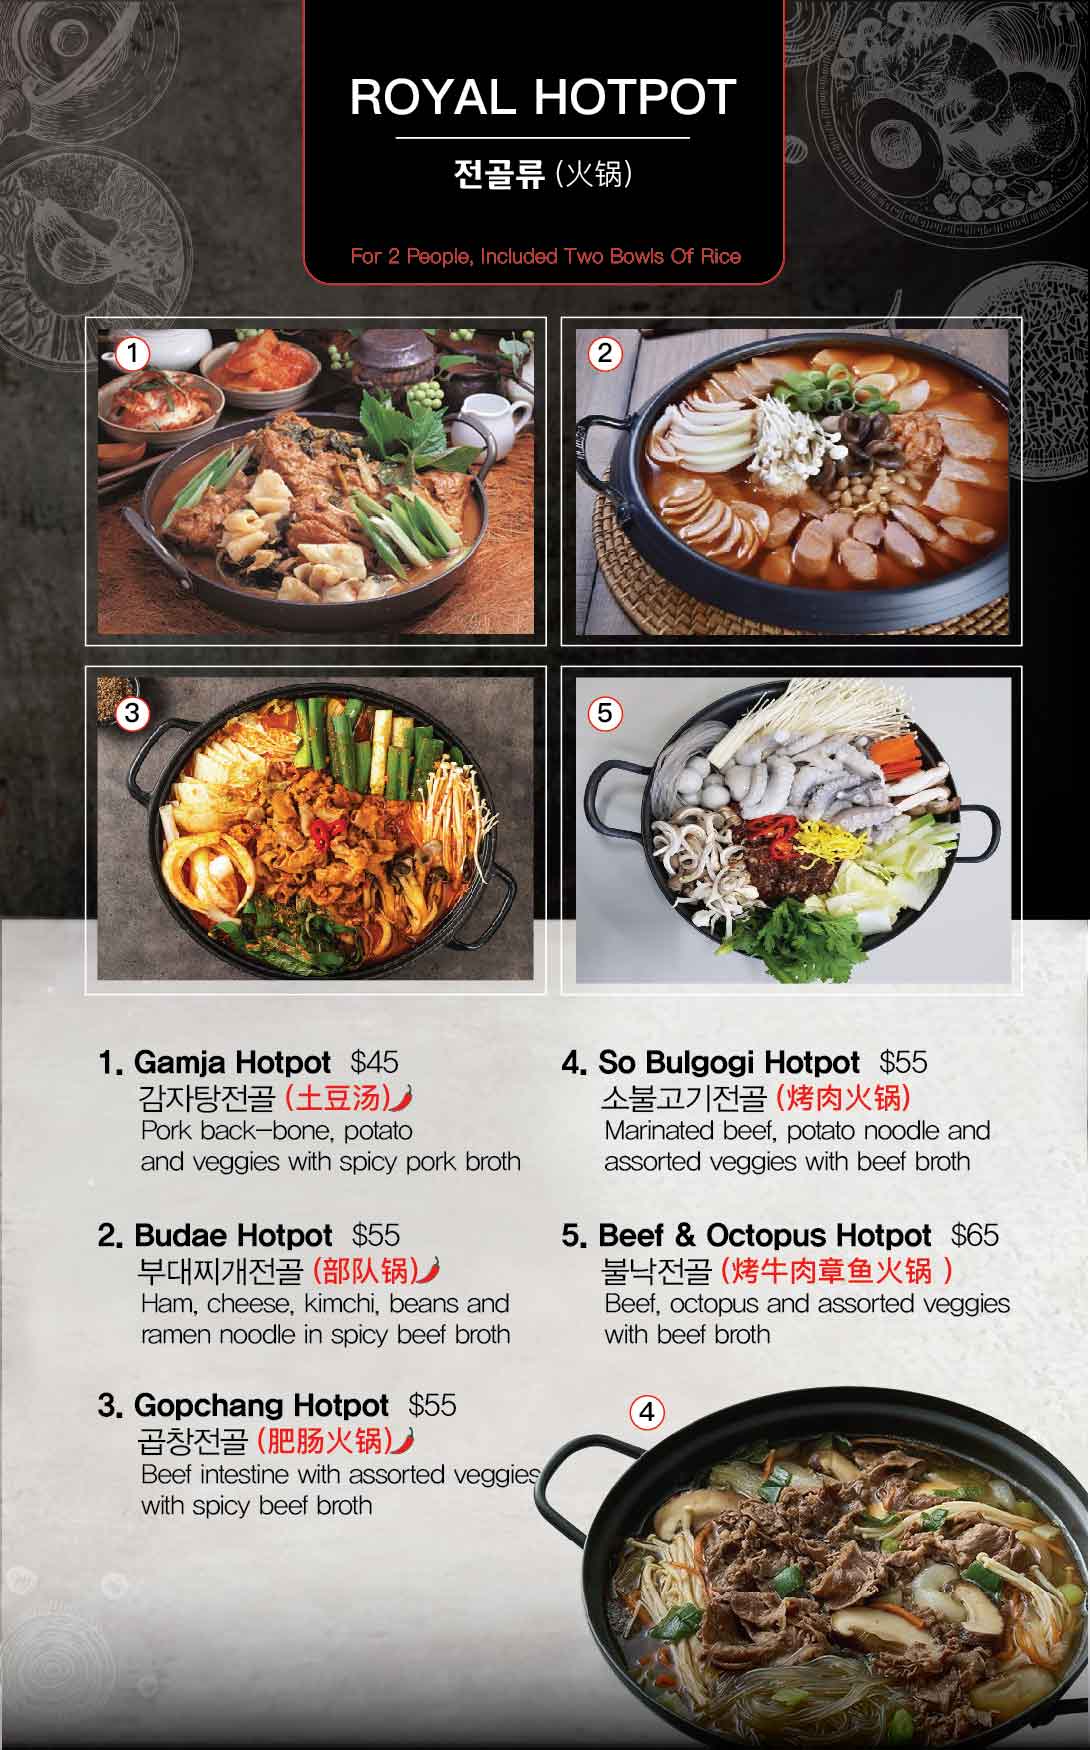 ROYAL HOTPOT
전골류 (火锅)
For 2 People, Included Two Bowls Of Rice
1
2
3
5
1. Gamja Hotpot $45
감자탕전골 (土豆汤)
Pork back-bone, potato
and veggies with spicy pork broth
2. Budae Hotpot $55
부대찌개전골 (部队锅)
Ham, cheese, kimchi, beans and
ramen noodle in spicy beef broth
3. Gopchang Hotpot $55
곱창전골 (肥肠火锅)
Beef intestine with assorted veggies
with spicy beef broth
4. So Bulgogi Hotpot $55
소불고기전골 (烤肉火锅)
Marinated beef, potato noodle and
assorted veggies with beef broth
5. Beef & Octopus Hotpot $65
불낙전골 (烤牛肉章鱼火锅 )
Beef, octopus and assorted veggies
with beef broth
4